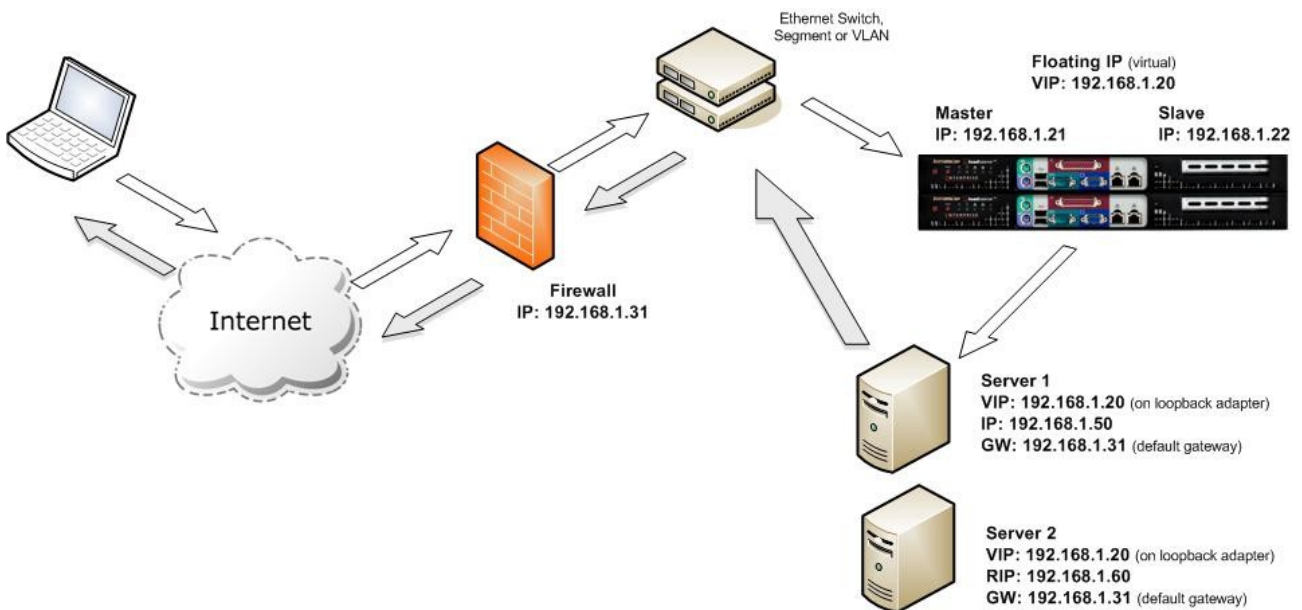 Ethernet Switch,
Segment or VLAN
Floating IP (virtual)
VIP: 192.168.1.20
Master
IP: 192.168.1.21
Slave
IP: 192.168.1.22
Firewall
IP: 192.168.1.31
Internet
Server 1
VIP: 192.168.1.20 (on loopback adapter)
IP: 192.168.1.50
GW: 192.168.1.31 (default gateway)
Server 2
VIP: 192.168.1.20 (on loopback adapter)
RIP: 192.168.1.60
GW: 192.168.1.31 (default gateway)